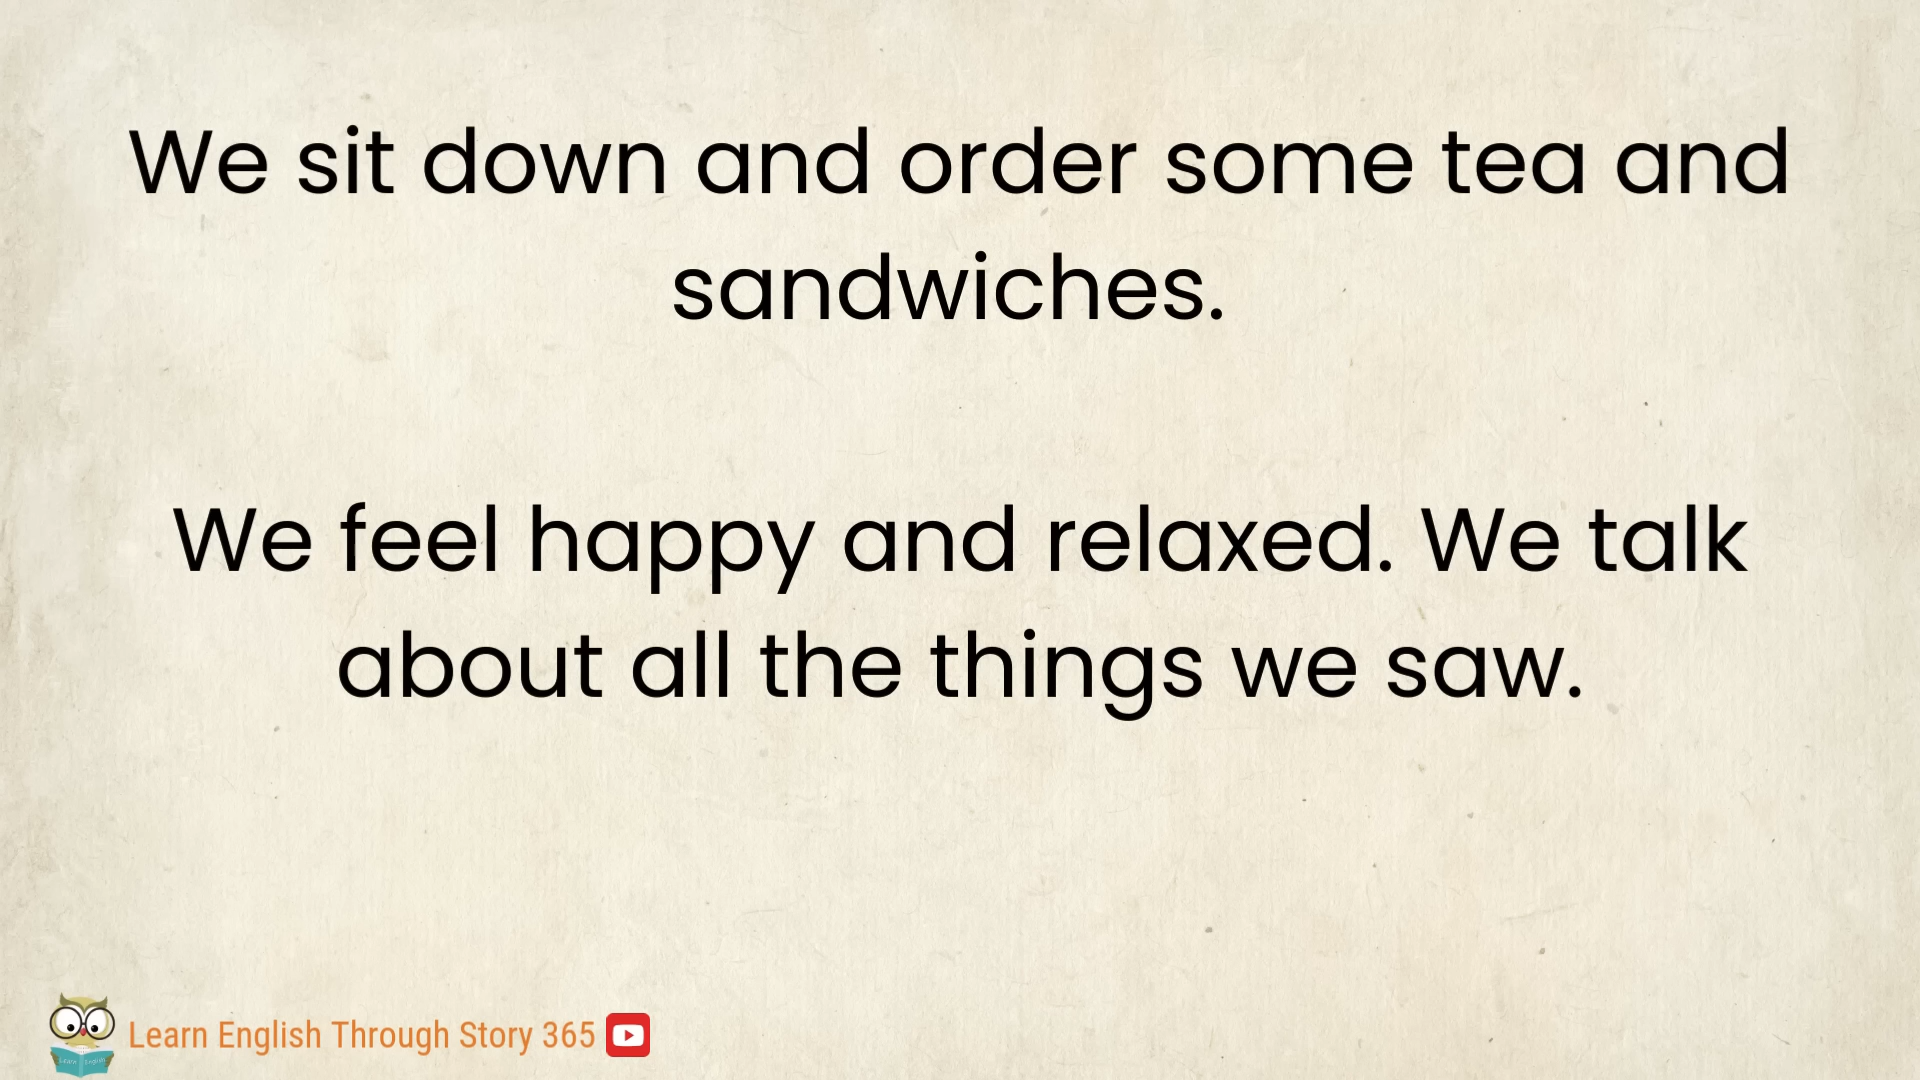 We sit down and order some tea and
sandwiches.
We feel happy and relaxed. We talk
about all the things we saw.
Learn English Through Story 365